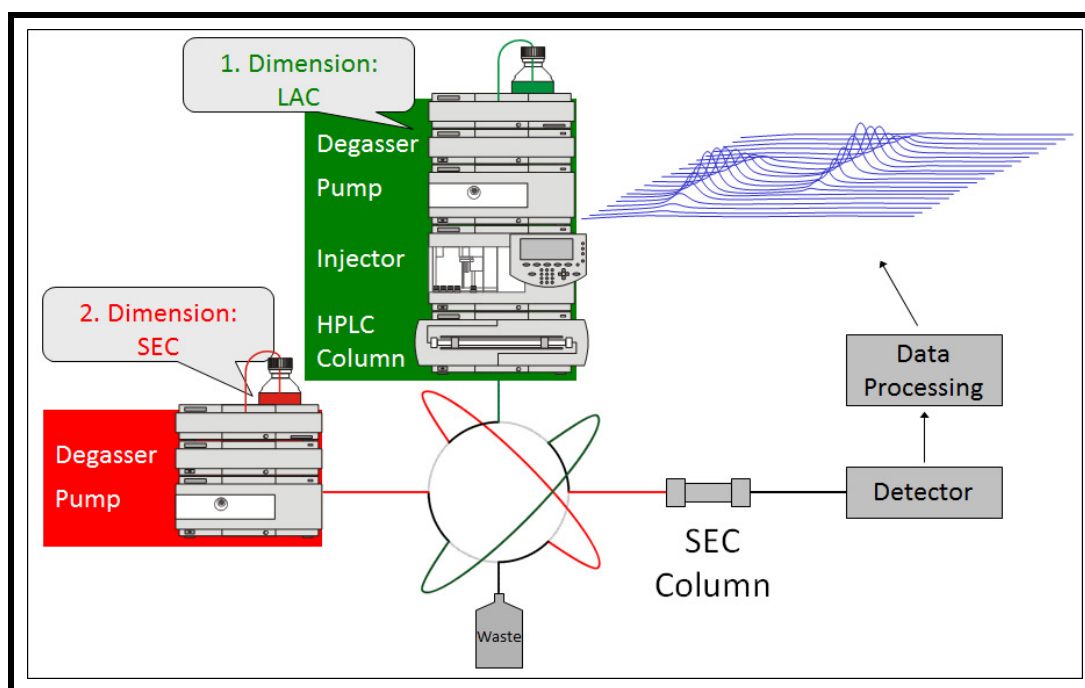 1. Dimension:
LAC
Degasser
Pump
Injector
HPLC
Column
2. Dimension:
SEC
Degasser
Pump
Data
Processing
Detector
SEC
Column
Waste